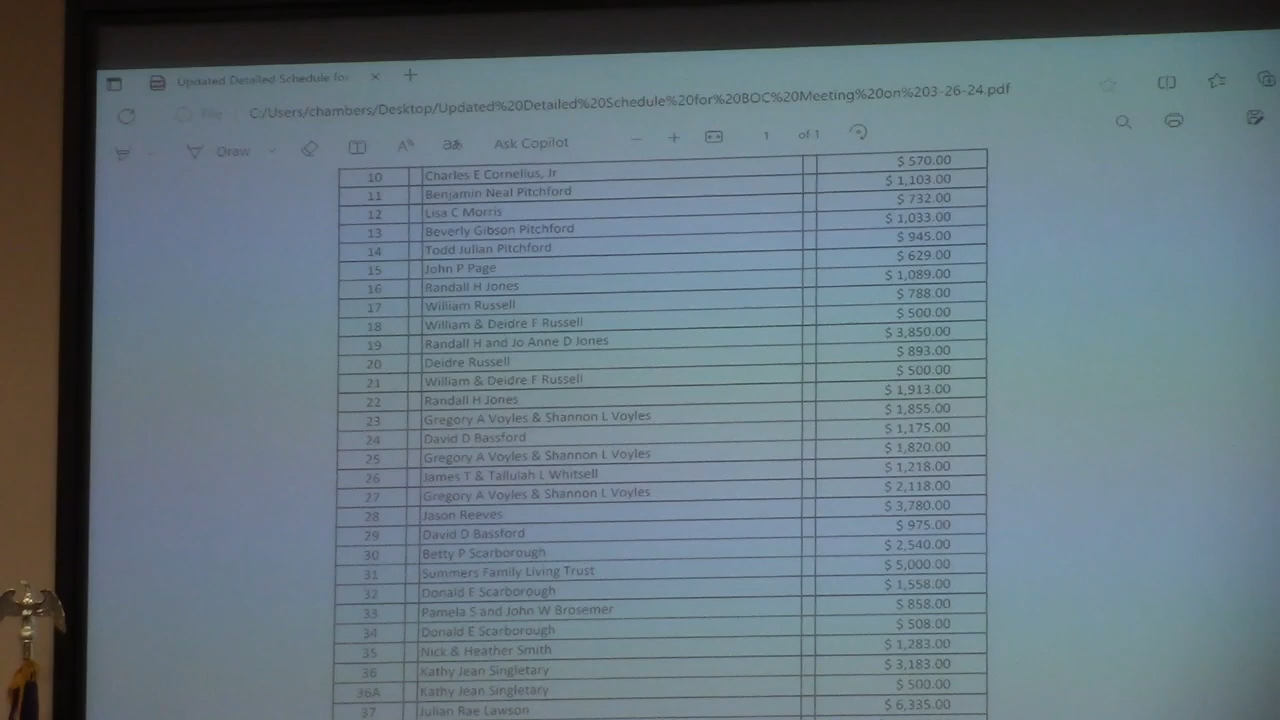 Updated Detailed Schedule for
File C:/Users/chambers/Desktop/Updated%20Detailed%20Schedule%20for%20BOC%20Meeting%20on%203-26-24.pdf
Draw Ask Copilot 1 of 1
10 Charles E Cornelius, Jr $ 570.00
11 Benjamin Neal Pitchford $ 1,103.00
12 Lisa C Morris $ 732.00
13 Beverly Gibson Pitchford $ 1,033.00
14 Todd Julian Pitchford $ 945.00
15 John P Page $ 629.00
16 Randall H Jones $ 1,089.00
17 William Russell $ 788.00
18 William & Deidre F Russell $ 500.00
19 Randall H and Jo Anne D Jones $ 3,850.00
20 Deidre Russell $ 893.00
21 William & Deidre F Russell $ 500.00
22 Randall H Jones $ 1,913.00
23 Gregory A Voyles & Shannon L Voyles $ 1,855.00
24 David D Bassford $ 1,175.00
25 Gregory A Voyles & Shannon L Voyles $ 1,820.00
26 James T & Tallulah L Whitsell $ 1,218.00
27 Gregory A Voyles & Shannon L Voyles $ 2,118.00
28 Jason Reeves $ 3,780.00
29 David D Bassford $ 975.00
30 Betty P Scarborough $ 2,540.00
31 Summers Family Living Trust $ 5,000.00
32 Donald E Scarborough $ 1,558.00
33 Pamela S and John W Brosemer $ 858.00
34 Donald E Scarborough $ 508.00
35 Nick & Heather Smith $ 1,283.00
36 Kathy Jean Singletary $ 3,183.00
36A Kathy Jean Singletary $ 500.00
37 Julian Rae Lawson $ 6,335.00